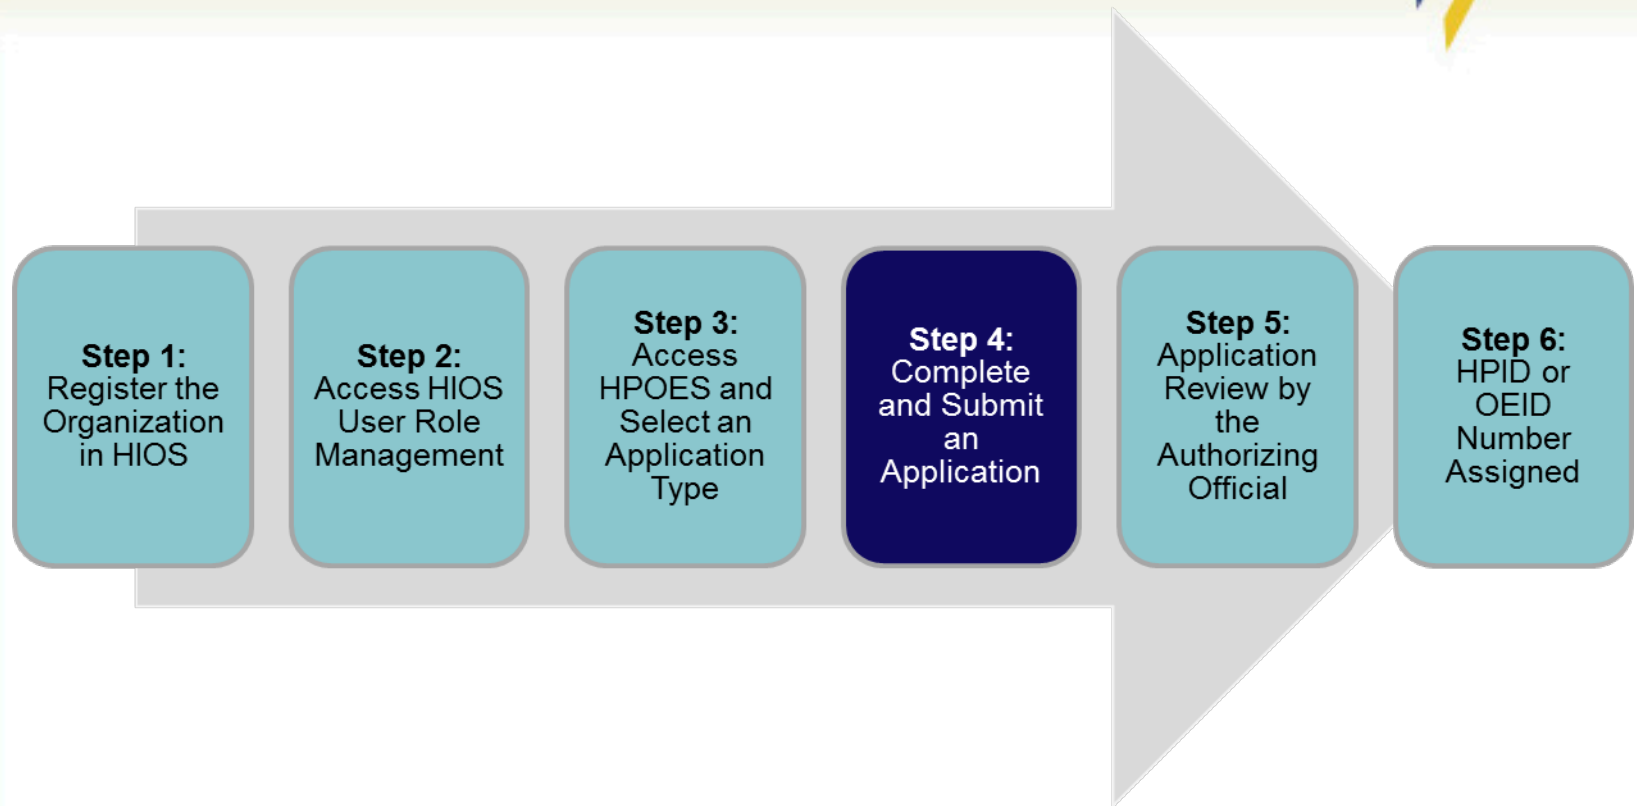 Step 1:
Register the
Organization
in HIOS
Step 2:
Access HIOS
User Role
Management
Step 3:
Access
HPOES and
Select an
Application
Type
Step 4:
Complete
and Submit
an
Application
Step 5:
Application
Review by
the
Authorizing
Official
Step 6:
HPID or
OEID
Number
Assigned